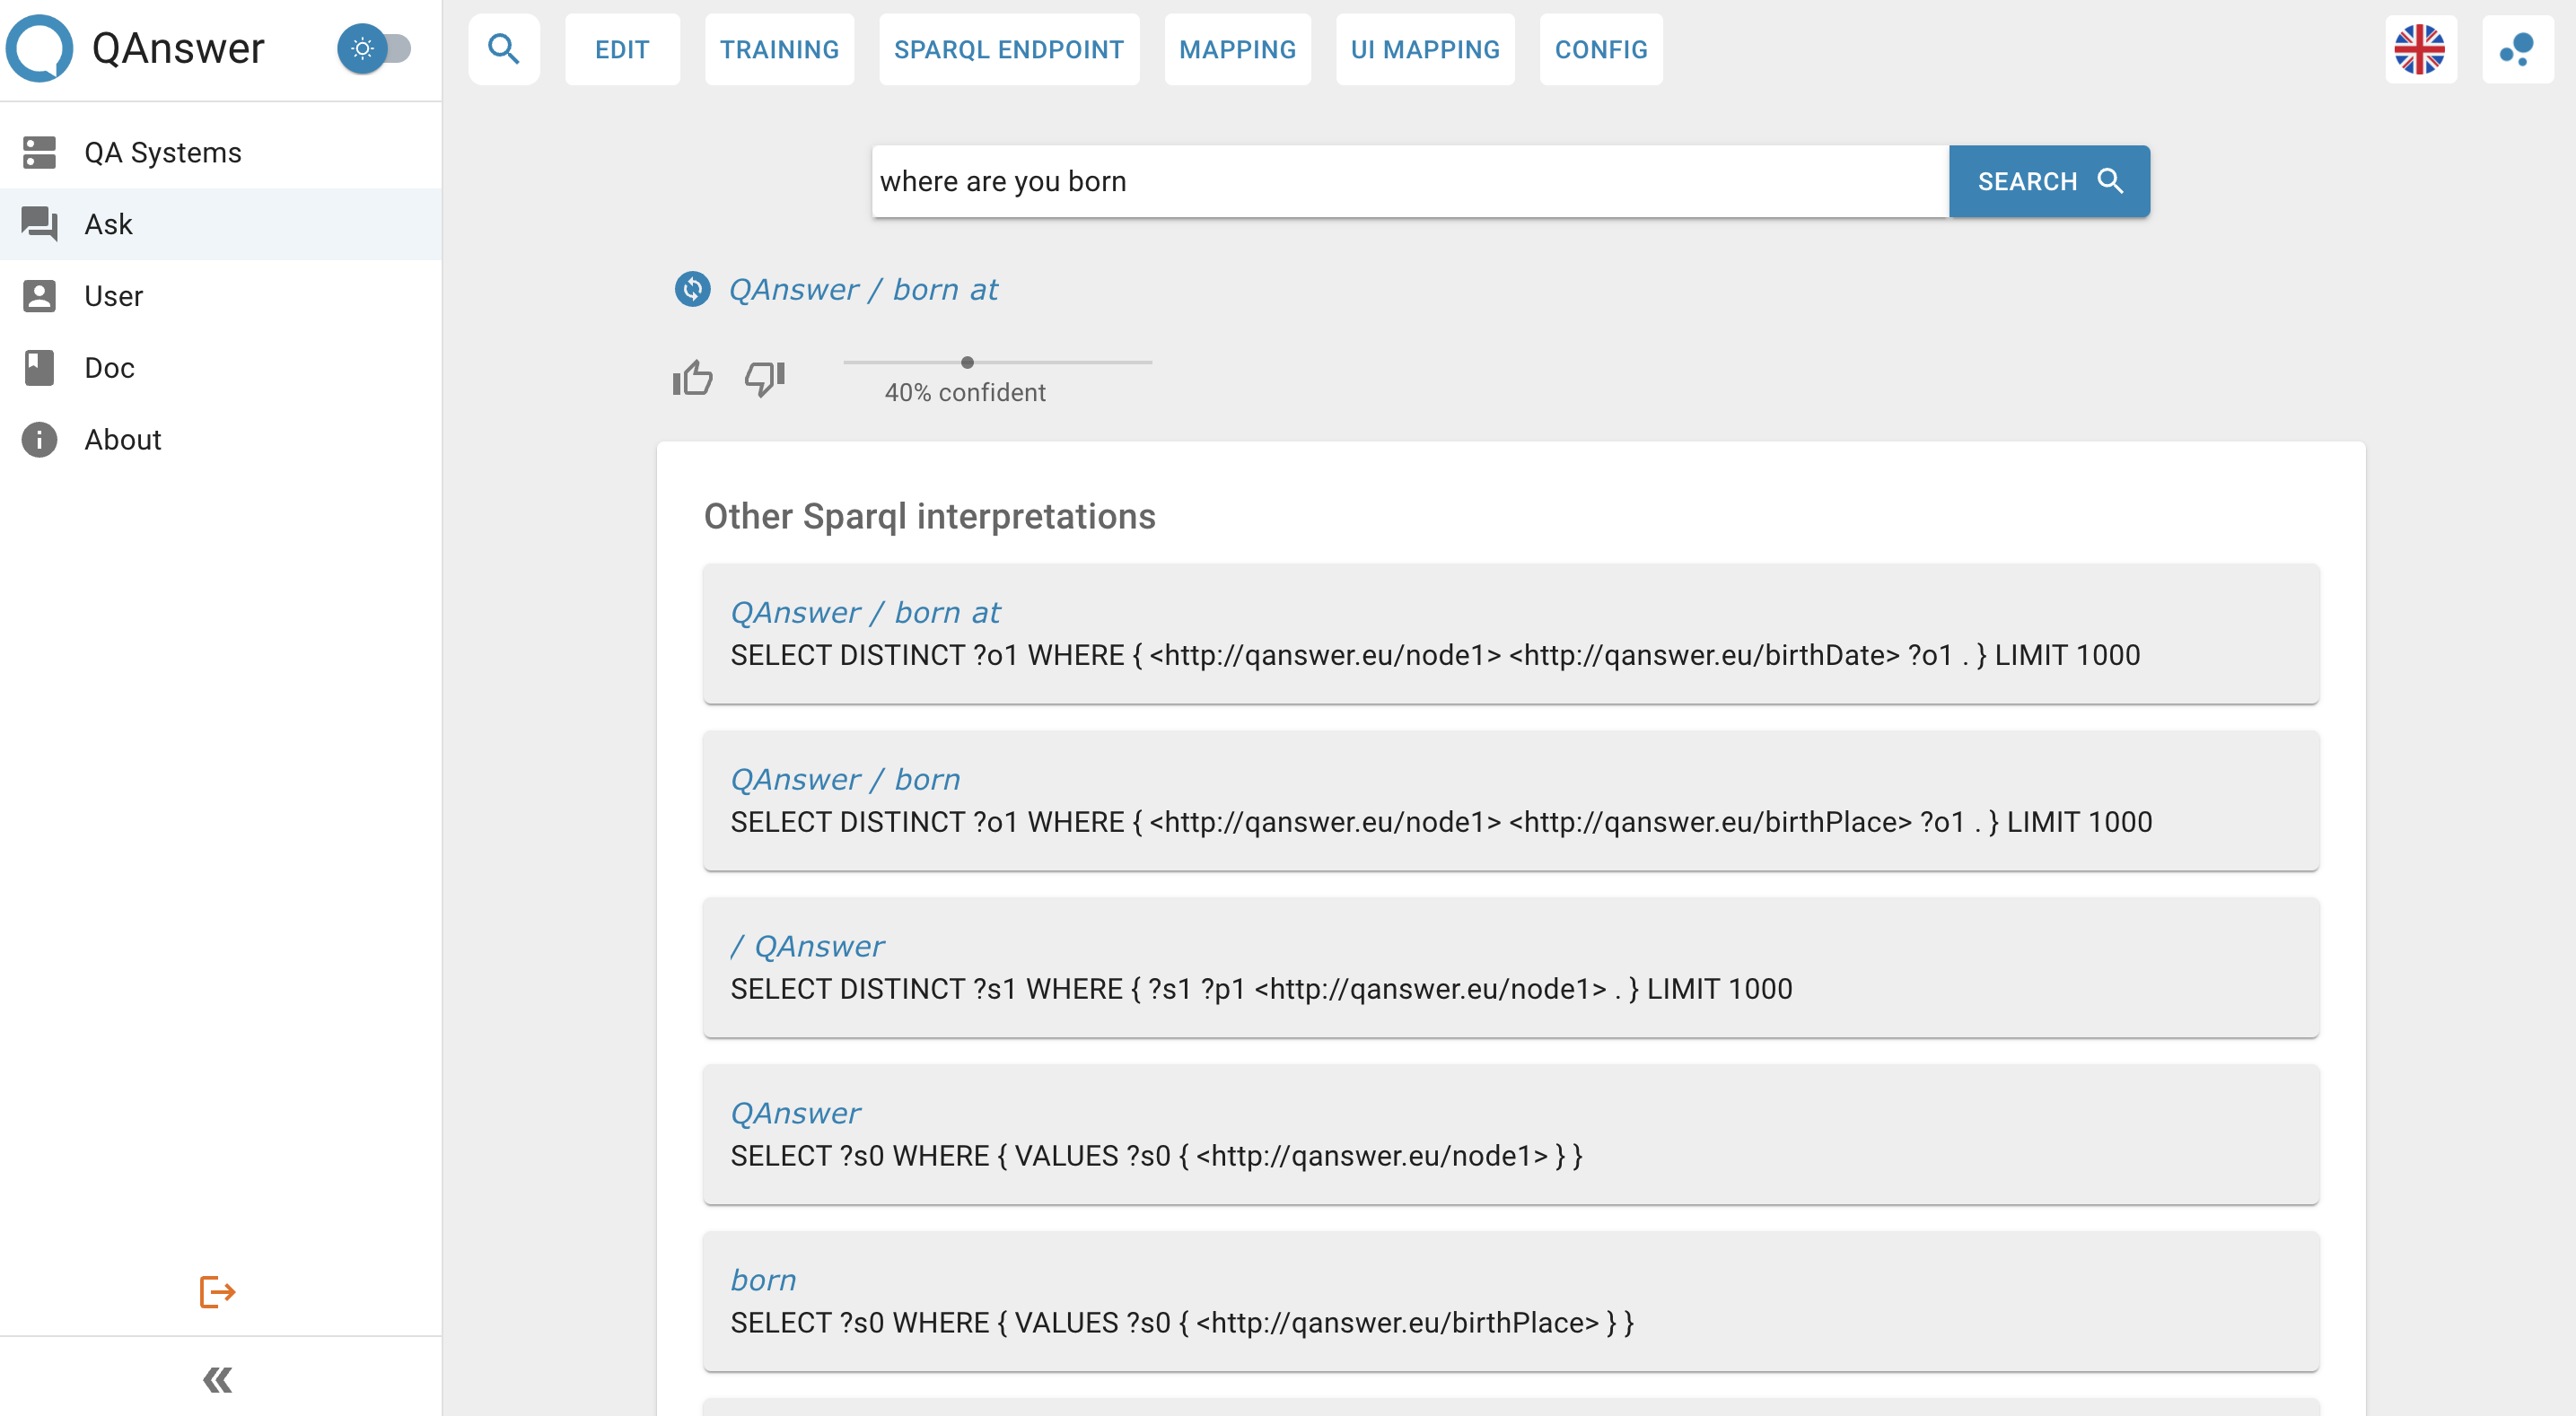 QAnswer
EDIT
TRAINING
SPARQL ENDPOINT
MAPPING
UI MAPPING
CONFIG
QA Systems
Ask
User
Doc
About
where are you born
SEARCH
QAnswer / born at
40% confident
Other Sparql interpretations
QAnswer / born at
SELECT DISTINCT ?o1 WHERE { <http://qanswer.eu/node1> <http://qanswer.eu/birthDate> ?o1 . } LIMIT 1000
QAnswer / born
SELECT DISTINCT ?o1 WHERE { <http://qanswer.eu/node1> <http://qanswer.eu/birthPlace> ?o1 . } LIMIT 1000
/ QAnswer
SELECT DISTINCT ?s1 WHERE { ?s1 ?p1 <http://qanswer.eu/node1> . } LIMIT 1000
QAnswer
SELECT ?s0 WHERE { VALUES ?s0 { <http://qanswer.eu/node1> } }
born
SELECT ?s0 WHERE { VALUES ?s0 { <http://qanswer.eu/birthPlace> } }